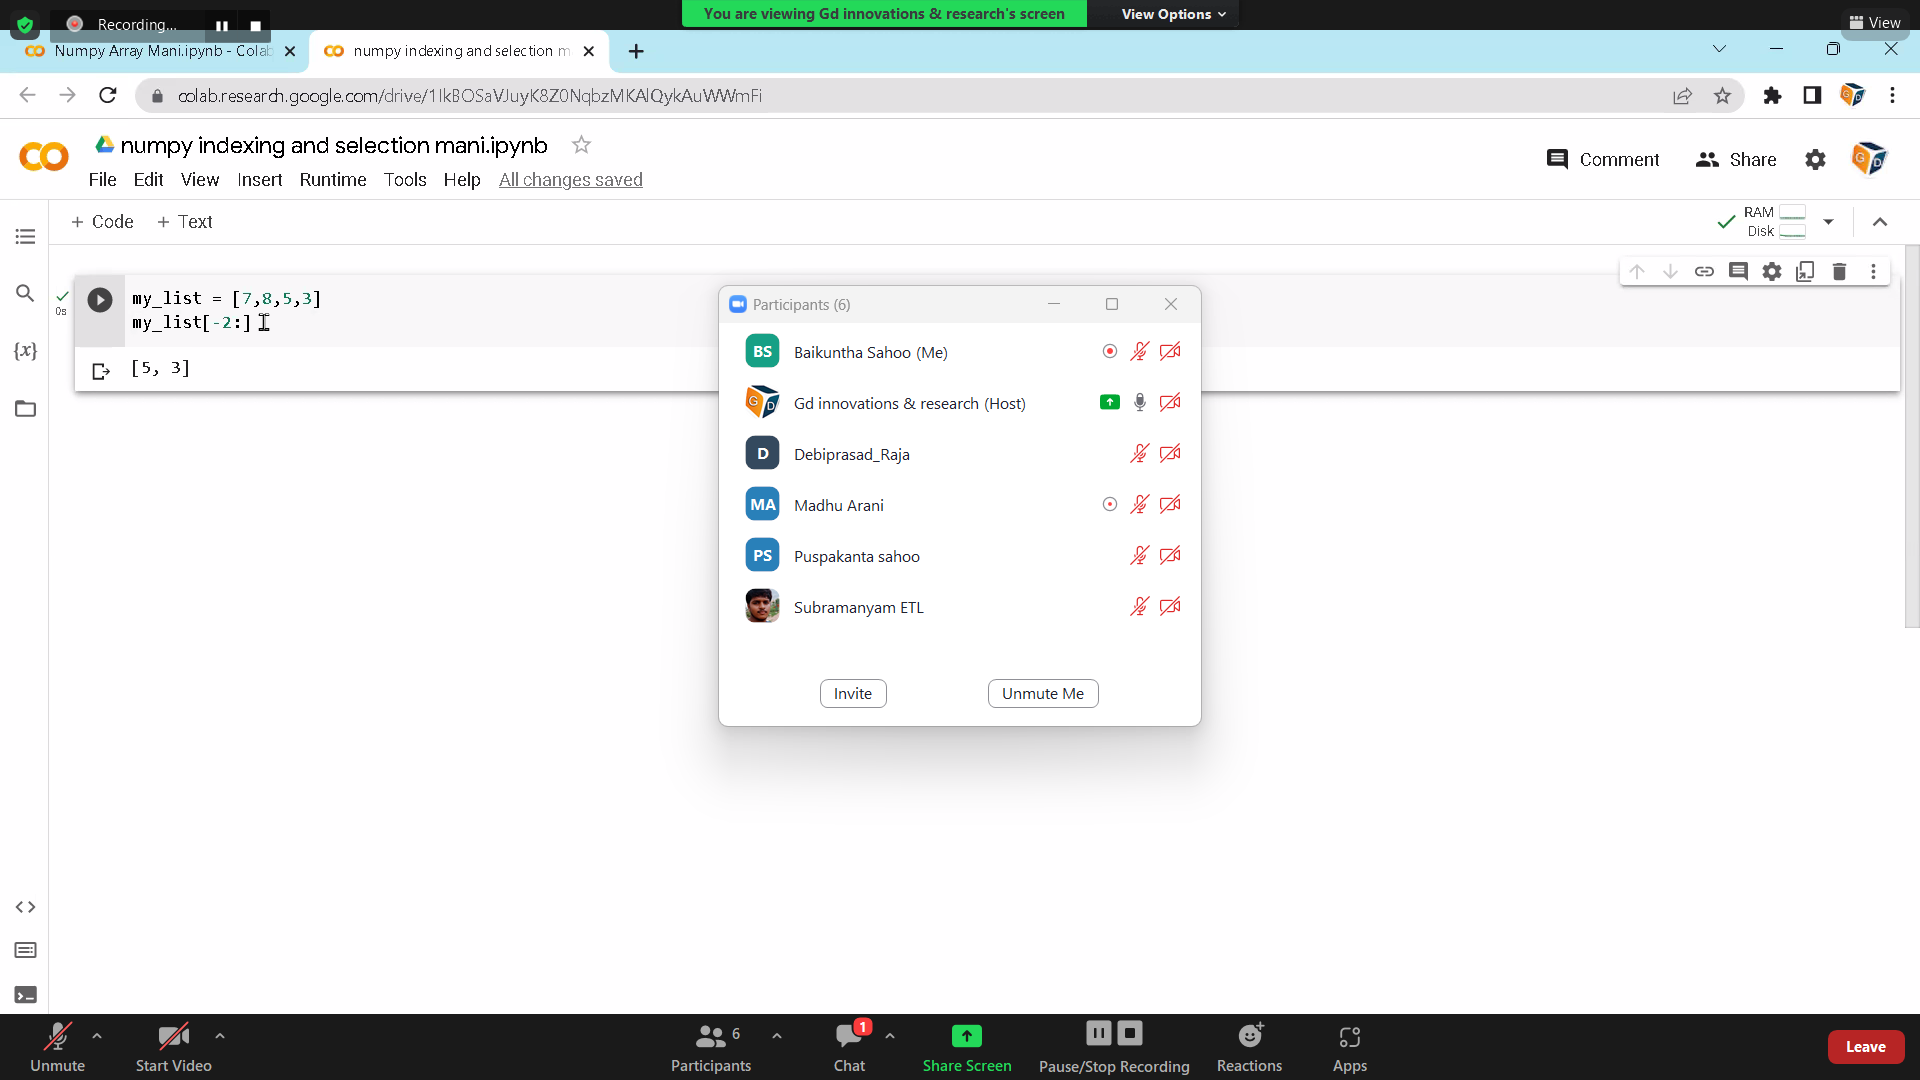 Recording...
You are viewing Gd innovations & research's screen
View Options
View
Numpy Array Mani.ipynb - Colab
numpy indexing and selection m
colab.research.google.com/drive/1IkBOSaVJuyK8Z0NqbzMKAlQykAuWWmFi
numpy indexing and selection mani.ipynb
Comment
Share
File Edit View Insert Runtime Tools Help All changes saved
+ Code + Text
RAM
Disk
my_list = [7,8,5,3]
my_list[-2:]
0s
[5, 3]
{x}
Participants (6)
BS Baikuntha Sahoo (Me)
GD Gd innovations & research (Host)
D Debiprasad_Raja
MA Madhu Arani
PS Puspakanta sahoo
Subramanyam ETL
Invite
Unmute Me
Unmute
Start Video
6
Participants
1
Chat
Share Screen
Pause/Stop Recording
Reactions
Apps
Leave